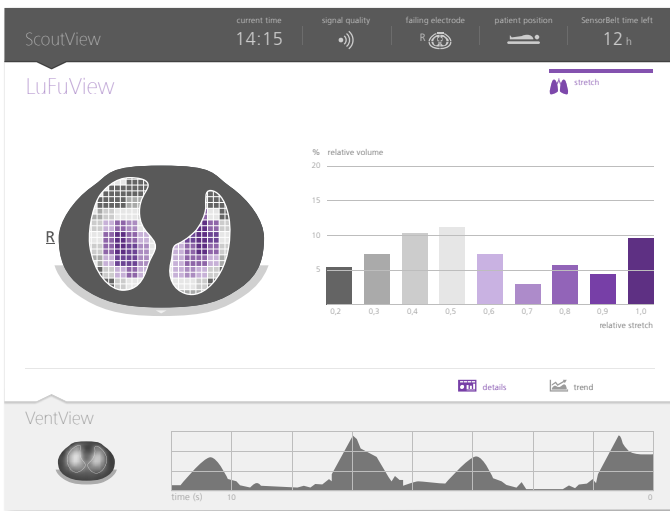 ScoutView
current time
14:15
signal quality
failing electrode
R
patient position
SensorBelt time left
12 h
LuFuView
stretch
R
% relative volume
20
15
10
5
0,2 0,3 0,4 0,5 0,6 0,7 0,8 0,9 1,0
relative stretch
details
trend
VentView
time (s) 10 0